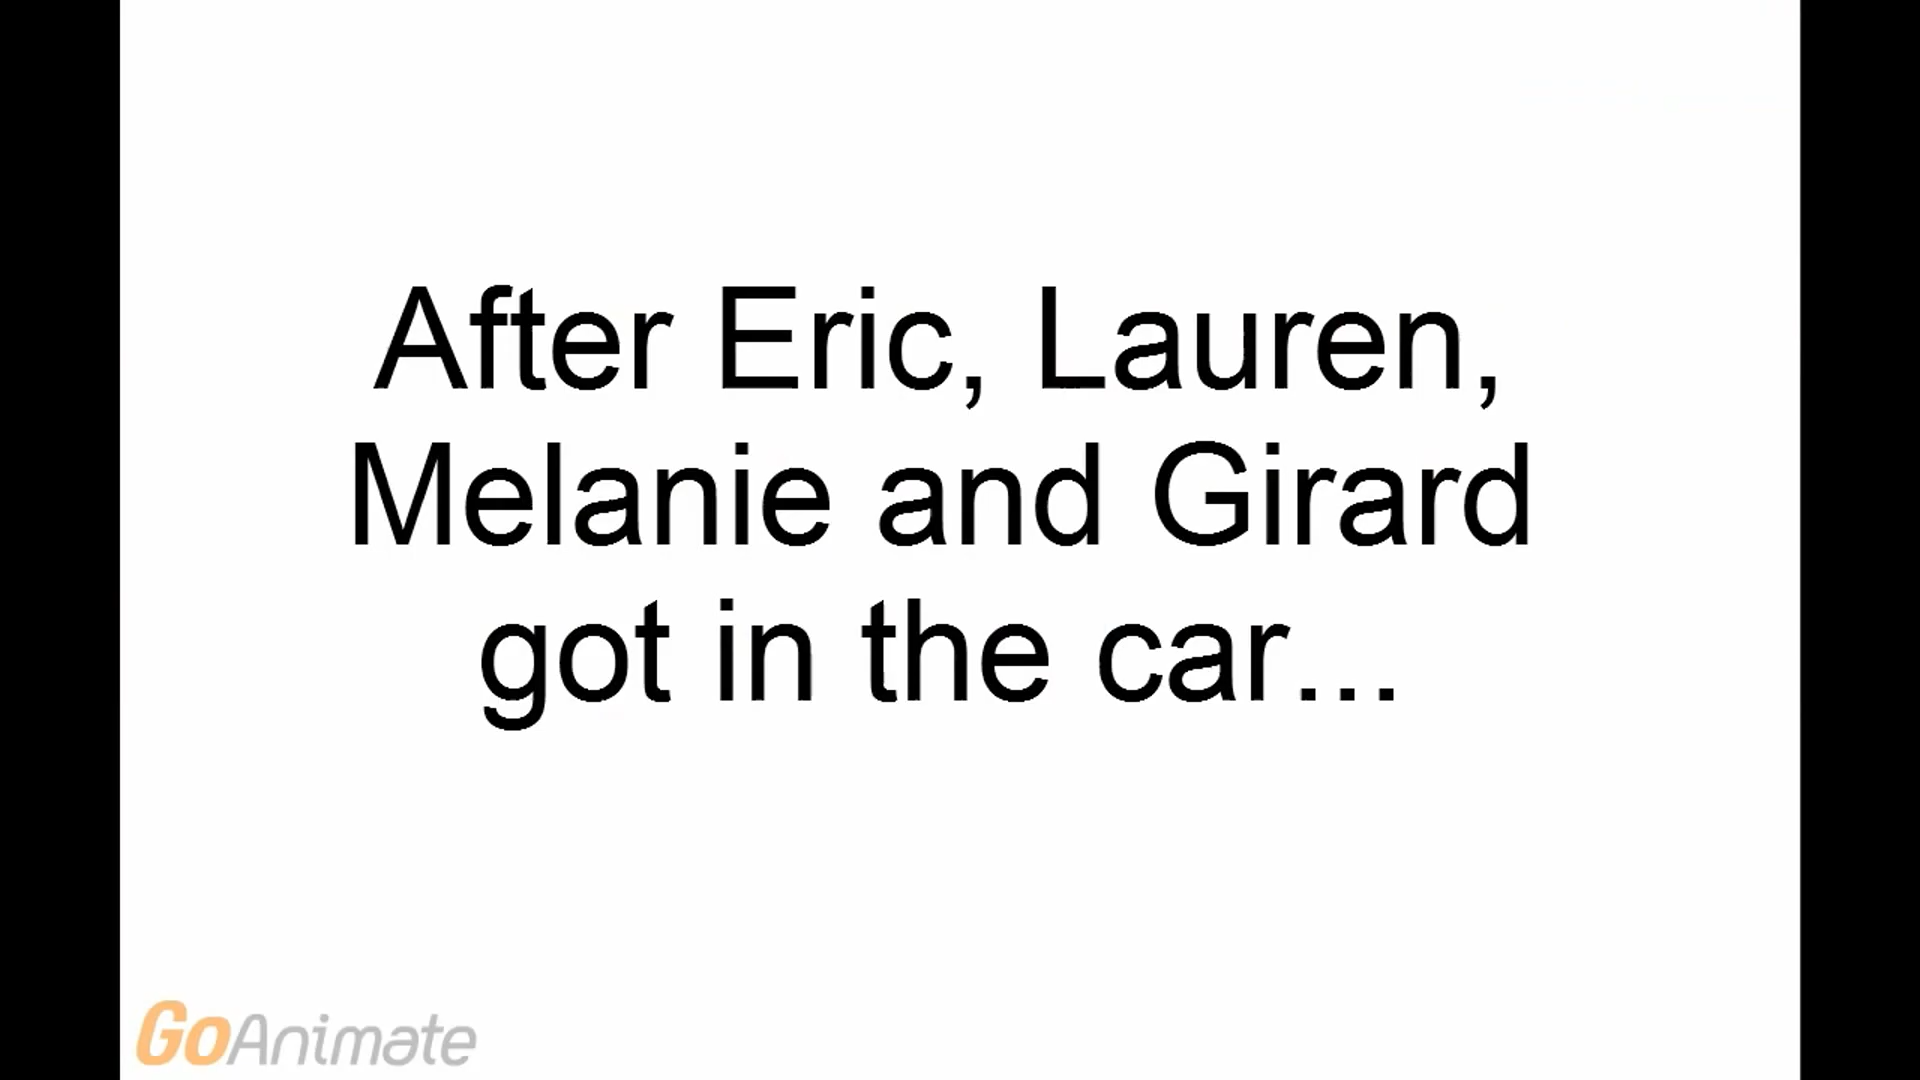 After Eric, Lauren,
Melanie and Girard
got in the car...
GoAnimate